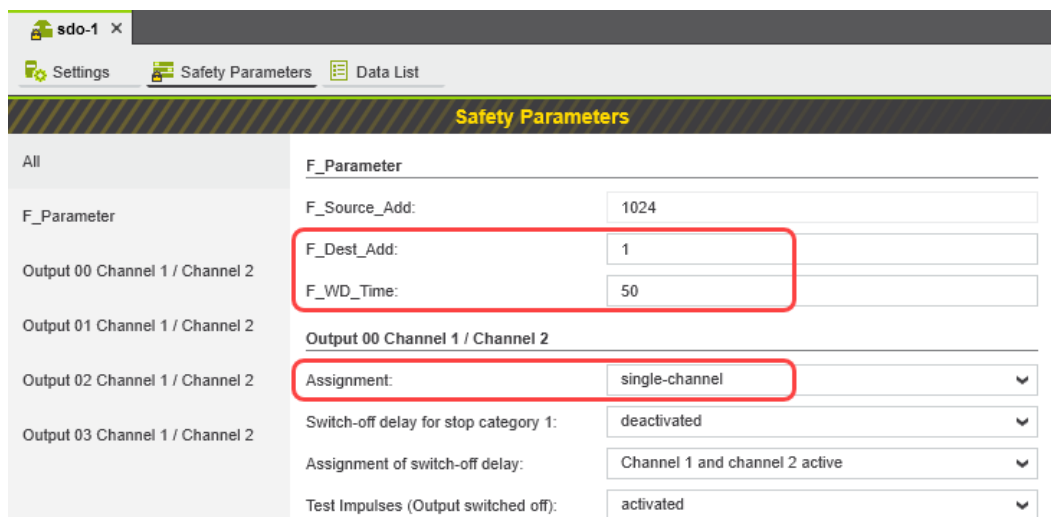 sdo-1 ×
Settings Safety Parameters Data List
Safety Parameters
All
F_Parameter
Output 00 Channel 1 / Channel 2
Output 01 Channel 1 / Channel 2
Output 02 Channel 1 / Channel 2
Output 03 Channel 1 / Channel 2
F_Parameter
F_Source_Add: 1024
F_Dest_Add: 1
F_WD_Time: 50
Output 00 Channel 1 / Channel 2
Assignment: single-channel
Switch-off delay for stop category 1: deactivated
Assignment of switch-off delay: Channel 1 and channel 2 active
Test Impulses (Output switched off): activated